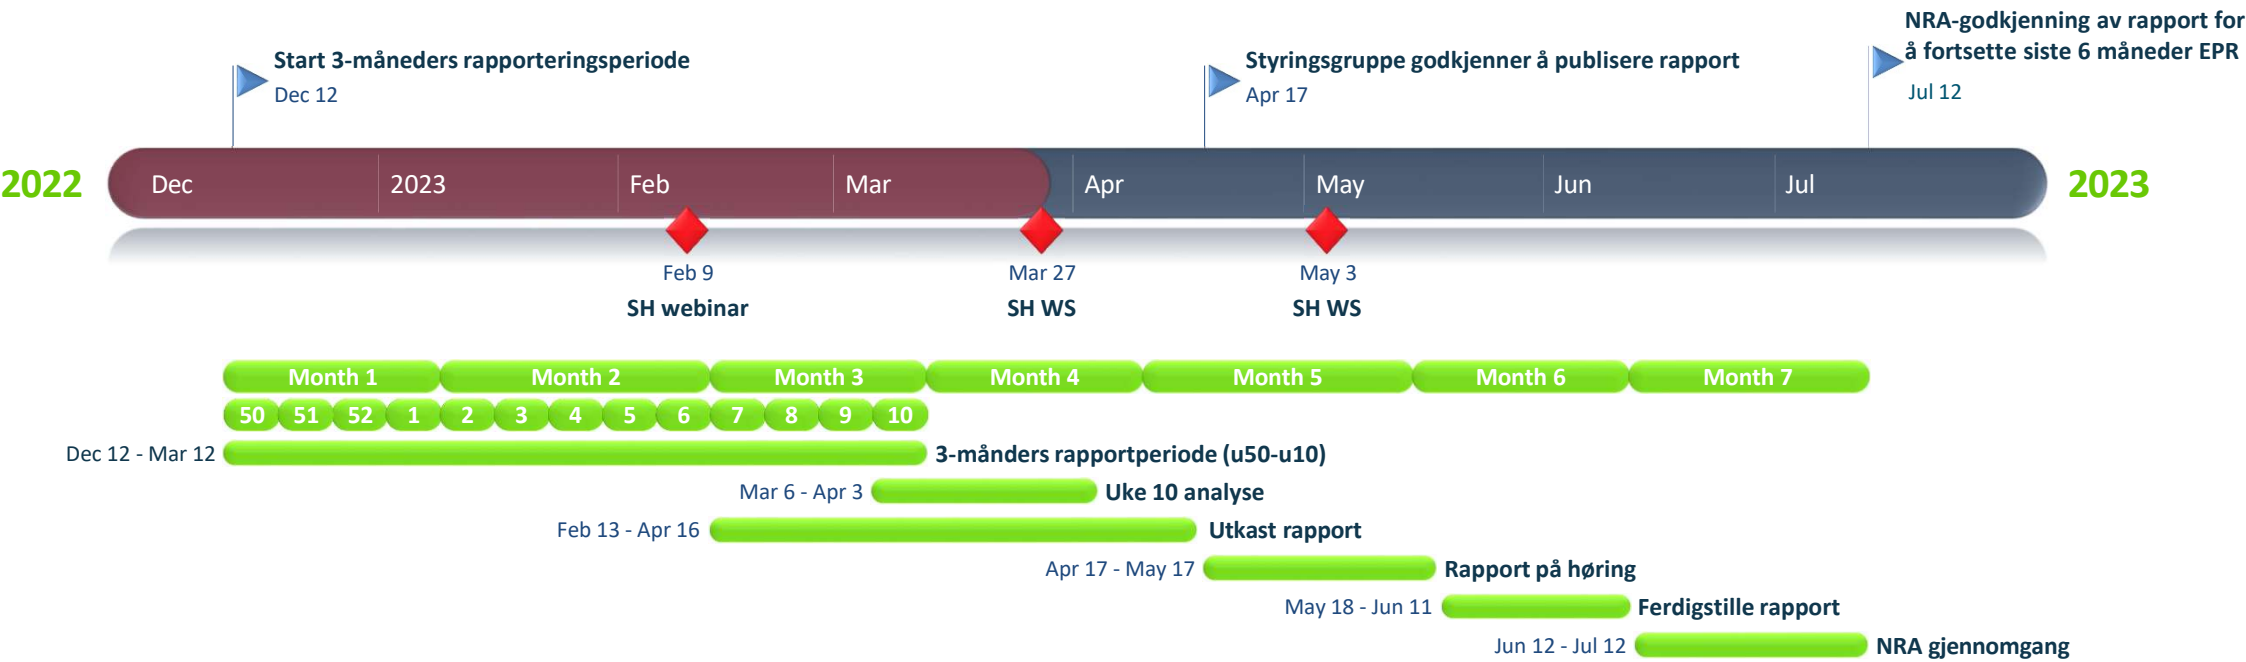 NRA-godkjenning av rapport for
å fortsette siste 6 måneder EPR
Jul 12
Start 3-måneders rapporteringsperiode
Dec 12
Styringsgruppe godkjenner å publisere rapport
Apr 17
2022 Dec 2023 Feb Mar Apr May Jun Jul 2023
Feb 9 Mar 27 May 3
SH webinar SH WS SH WS
Month 1 Month 2 Month 3 Month 4 Month 5 Month 6 Month 7
50 51 52 1 2 3 4 5 6 7 8 9 10
Dec 12 - Mar 12 3-månders rapportperiode (u50-u10)
Mar 6 - Apr 3 Uke 10 analyse
Feb 13 - Apr 16 Utkast rapport
Apr 17 - May 17 Rapport på høring
May 18 - Jun 11 Ferdigstille rapport
Jun 12 - Jul 12 NRA gjennomgang